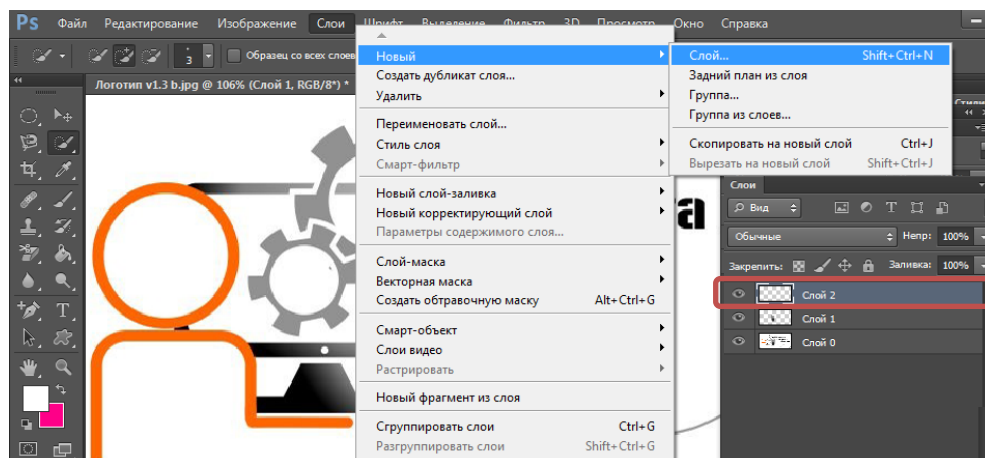 Ps Файл Редактирование Изображение Слои Шрифт Выделение Фильтр 3D Просмотр Окно Справка
3 Образец со всех слоев
Логотип v1.3 b.jpg @ 106% (Слой 1, RGB/8*) *
Новый
Создать дубликат слоя...
Удалить
Переименовать слой...
Стиль слоя
Смарт-фильтр
Новый слой-заливка
Новый корректирующий слой
Параметры содержимого слоя...
Слой-маска
Векторная маска
Создать обтравочную маску Alt+Ctrl+G
Смарт-объект
Слои видео
Растрировать
Новый фрагмент из слоя
Сгруппировать слои Ctrl+G
Разгруппировать слои Shift+Ctrl+G
Слой... Shift+Ctrl+N
Задний план из слоя
Группа...
Группа из слоев...
Скопировать на новый слой Ctrl+J
Вырезать на новый слой Shift+Ctrl+J
Слои
Вид
Обычные Непр: 100%
Закрепить: Заливка: 100%
Слой 2
Слой 1
Слой 0